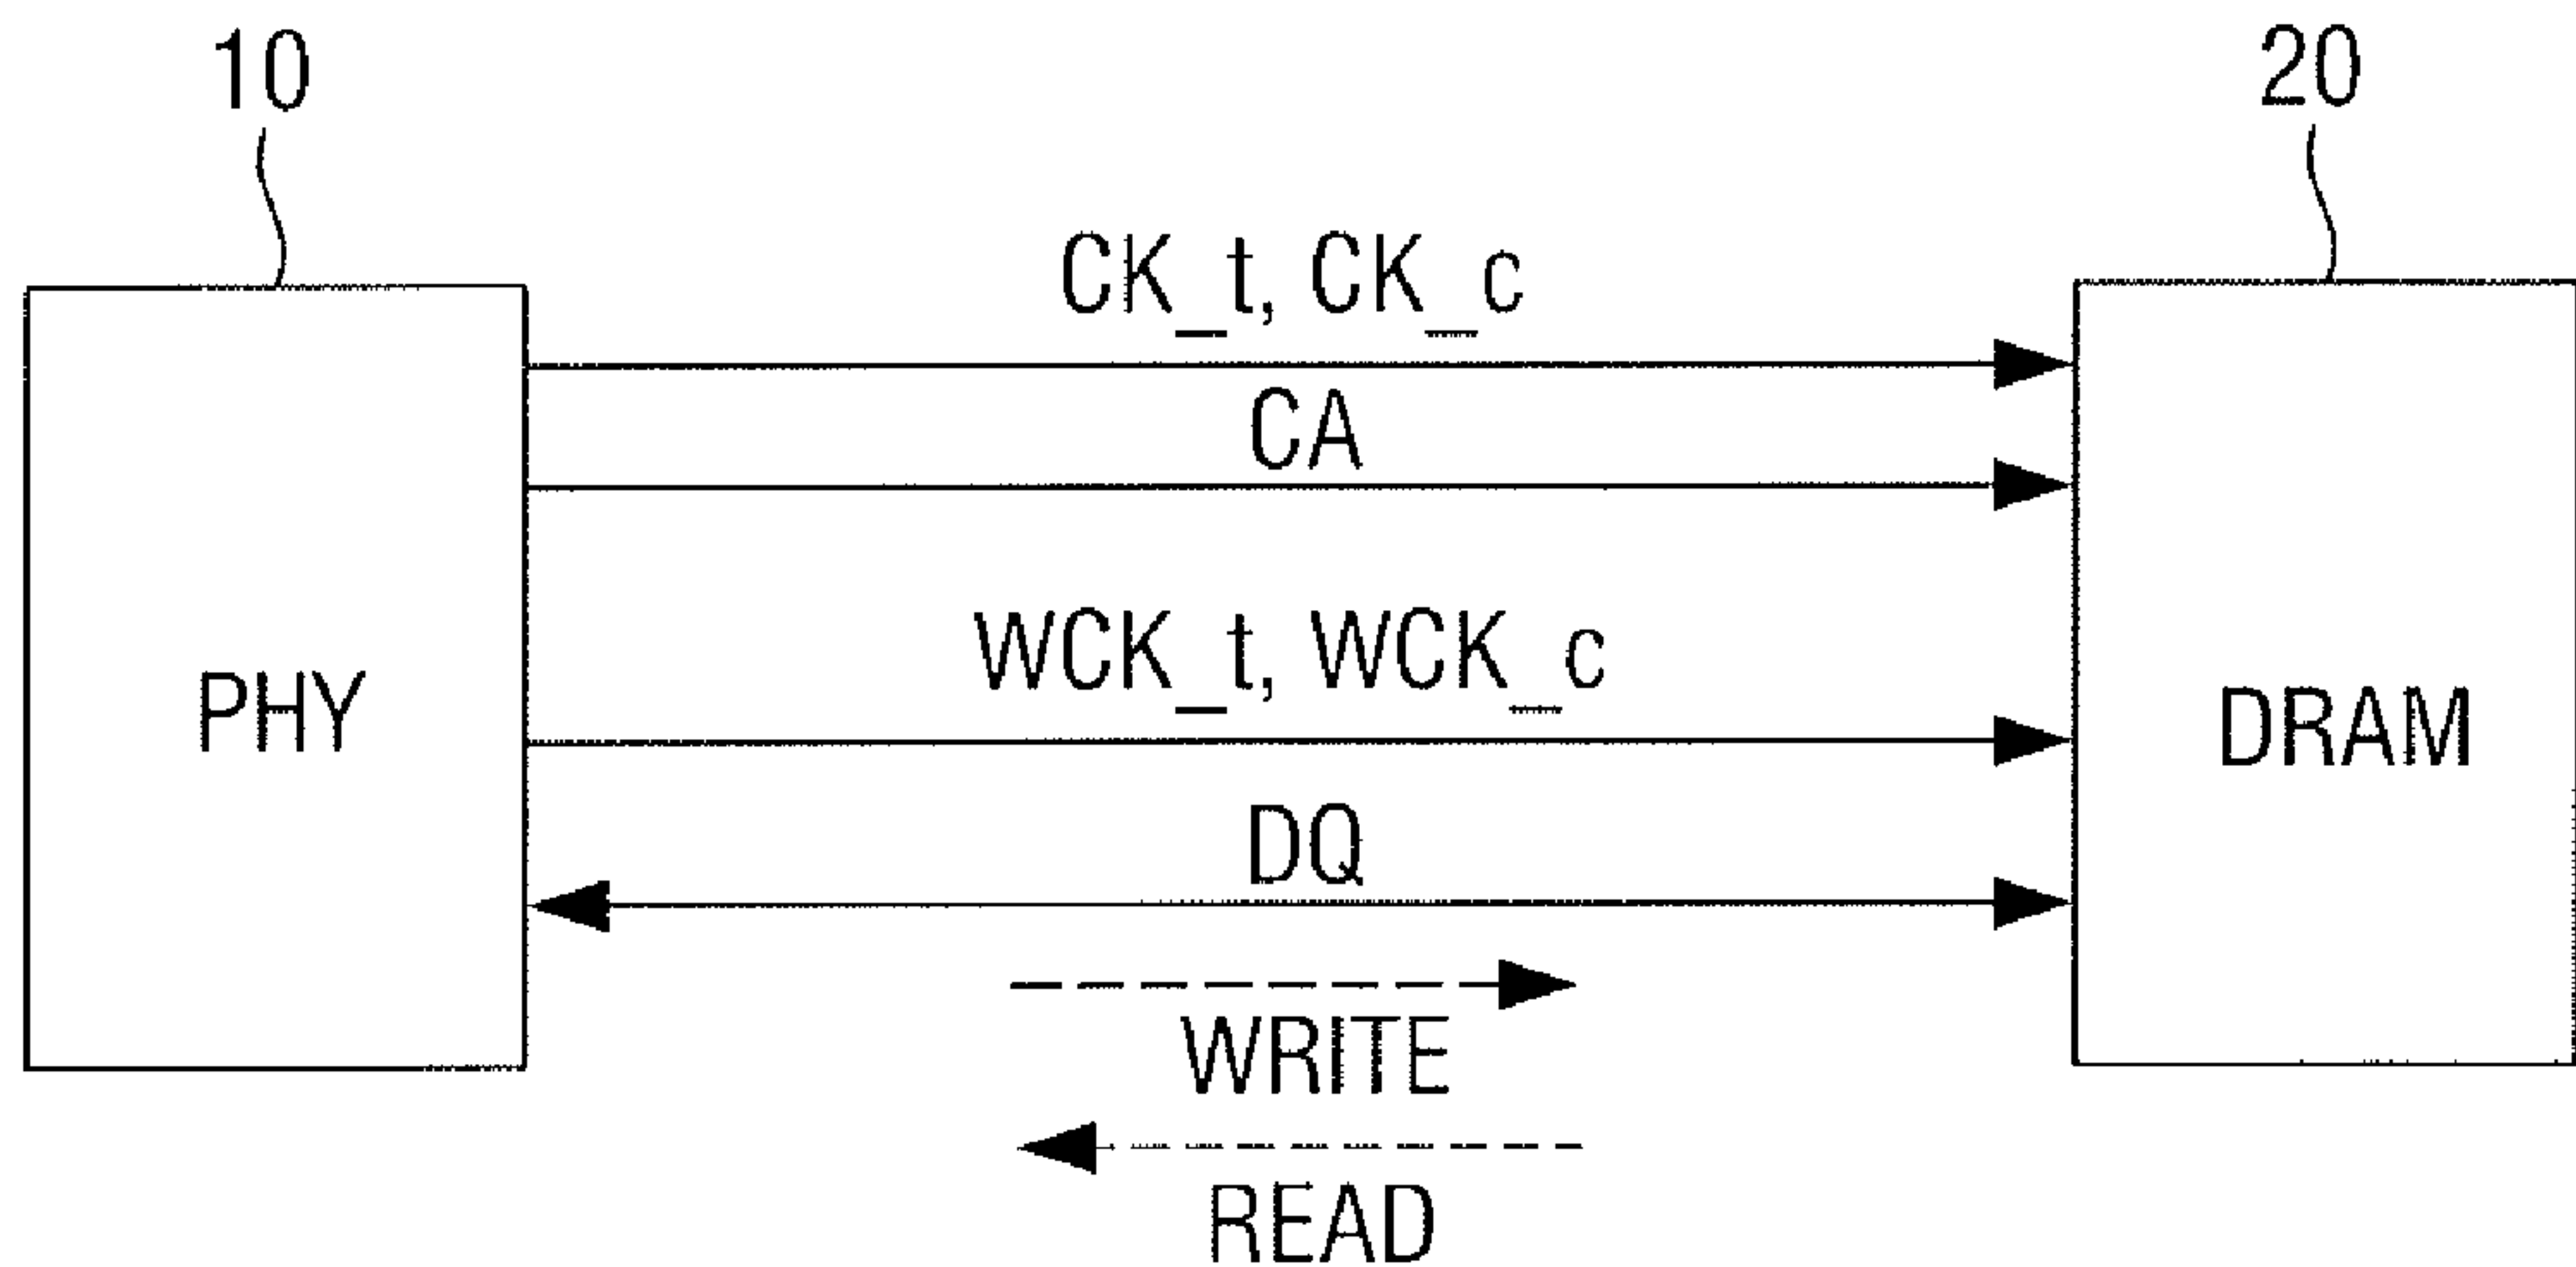 10
20
CK_t, CK_c
CA
WCK_t, WCK_c
PHY
DRAM
DQ
WRITE
READ